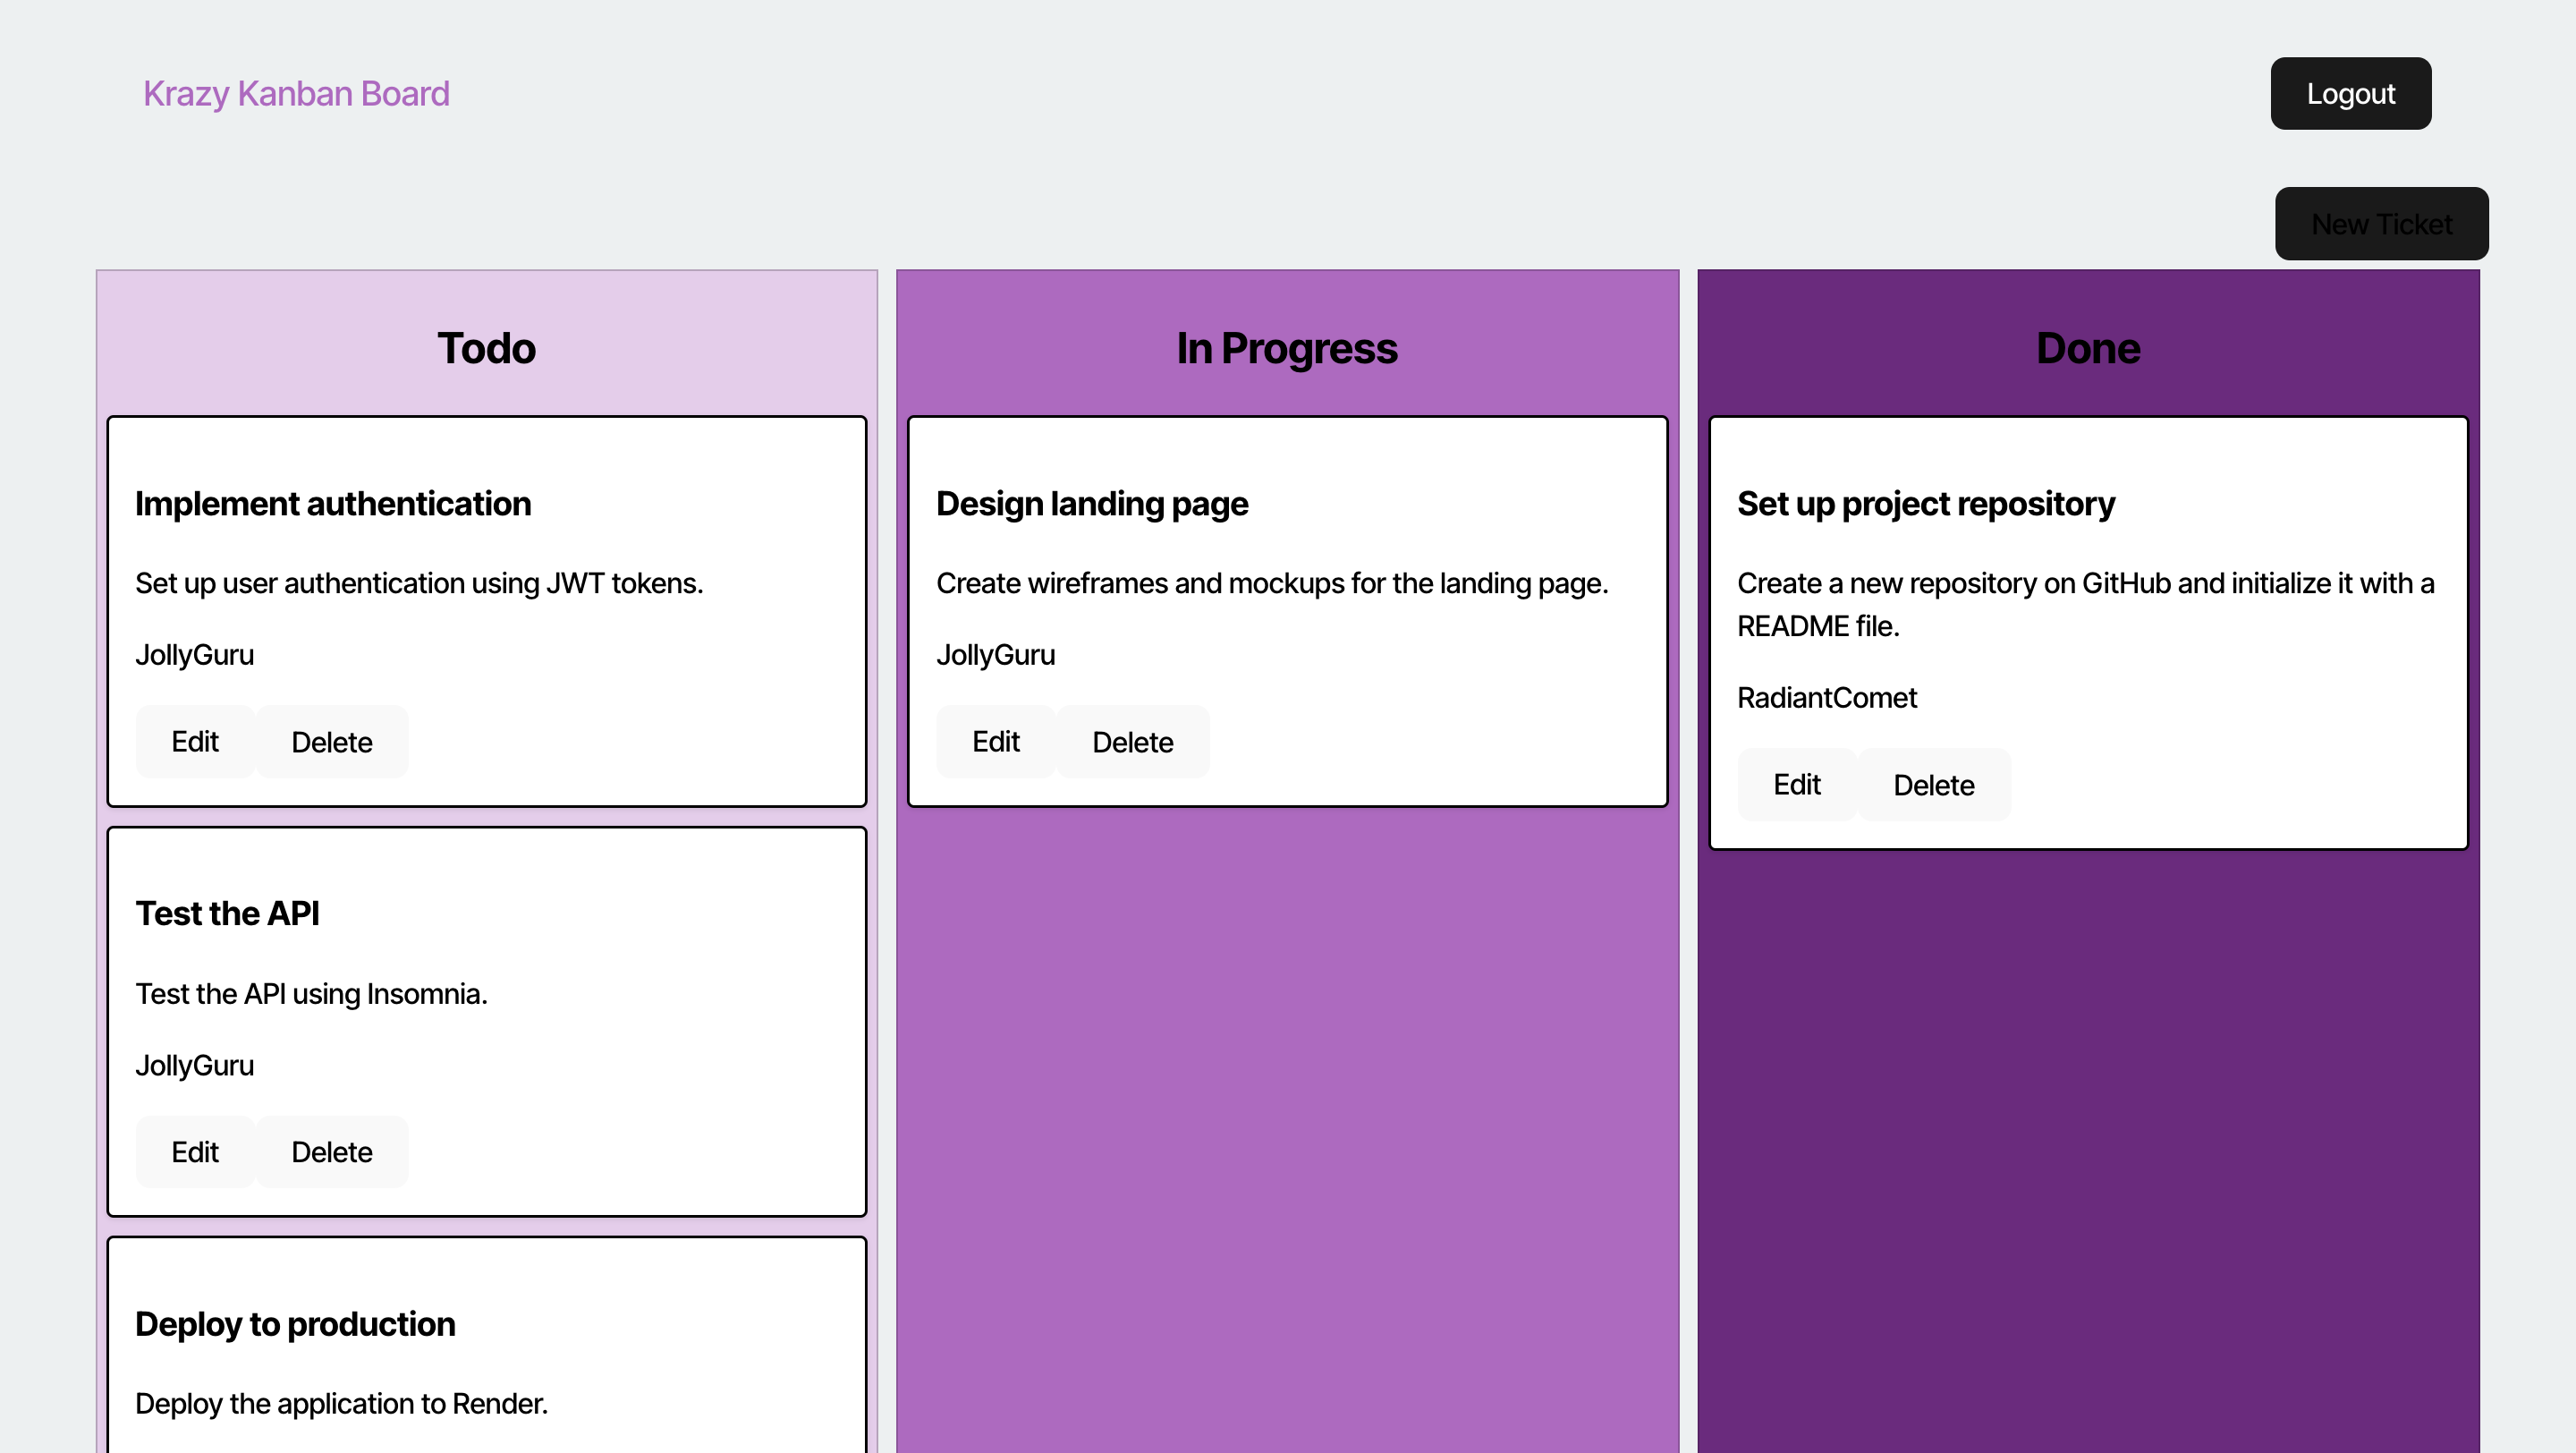 Krazy Kanban Board
Logout
New Ticket
Todo
Implement authentication
Set up user authentication using JWT tokens.
JollyGuru
Edit Delete
Test the API
Test the API using Insomnia.
JollyGuru
Edit Delete
Deploy to production
Deploy the application to Render.
In Progress
Design landing page
Create wireframes and mockups for the landing page.
JollyGuru
Edit Delete
Done
Set up project repository
Create a new repository on GitHub and initialize it with a
README file.
RadiantComet
Edit Delete